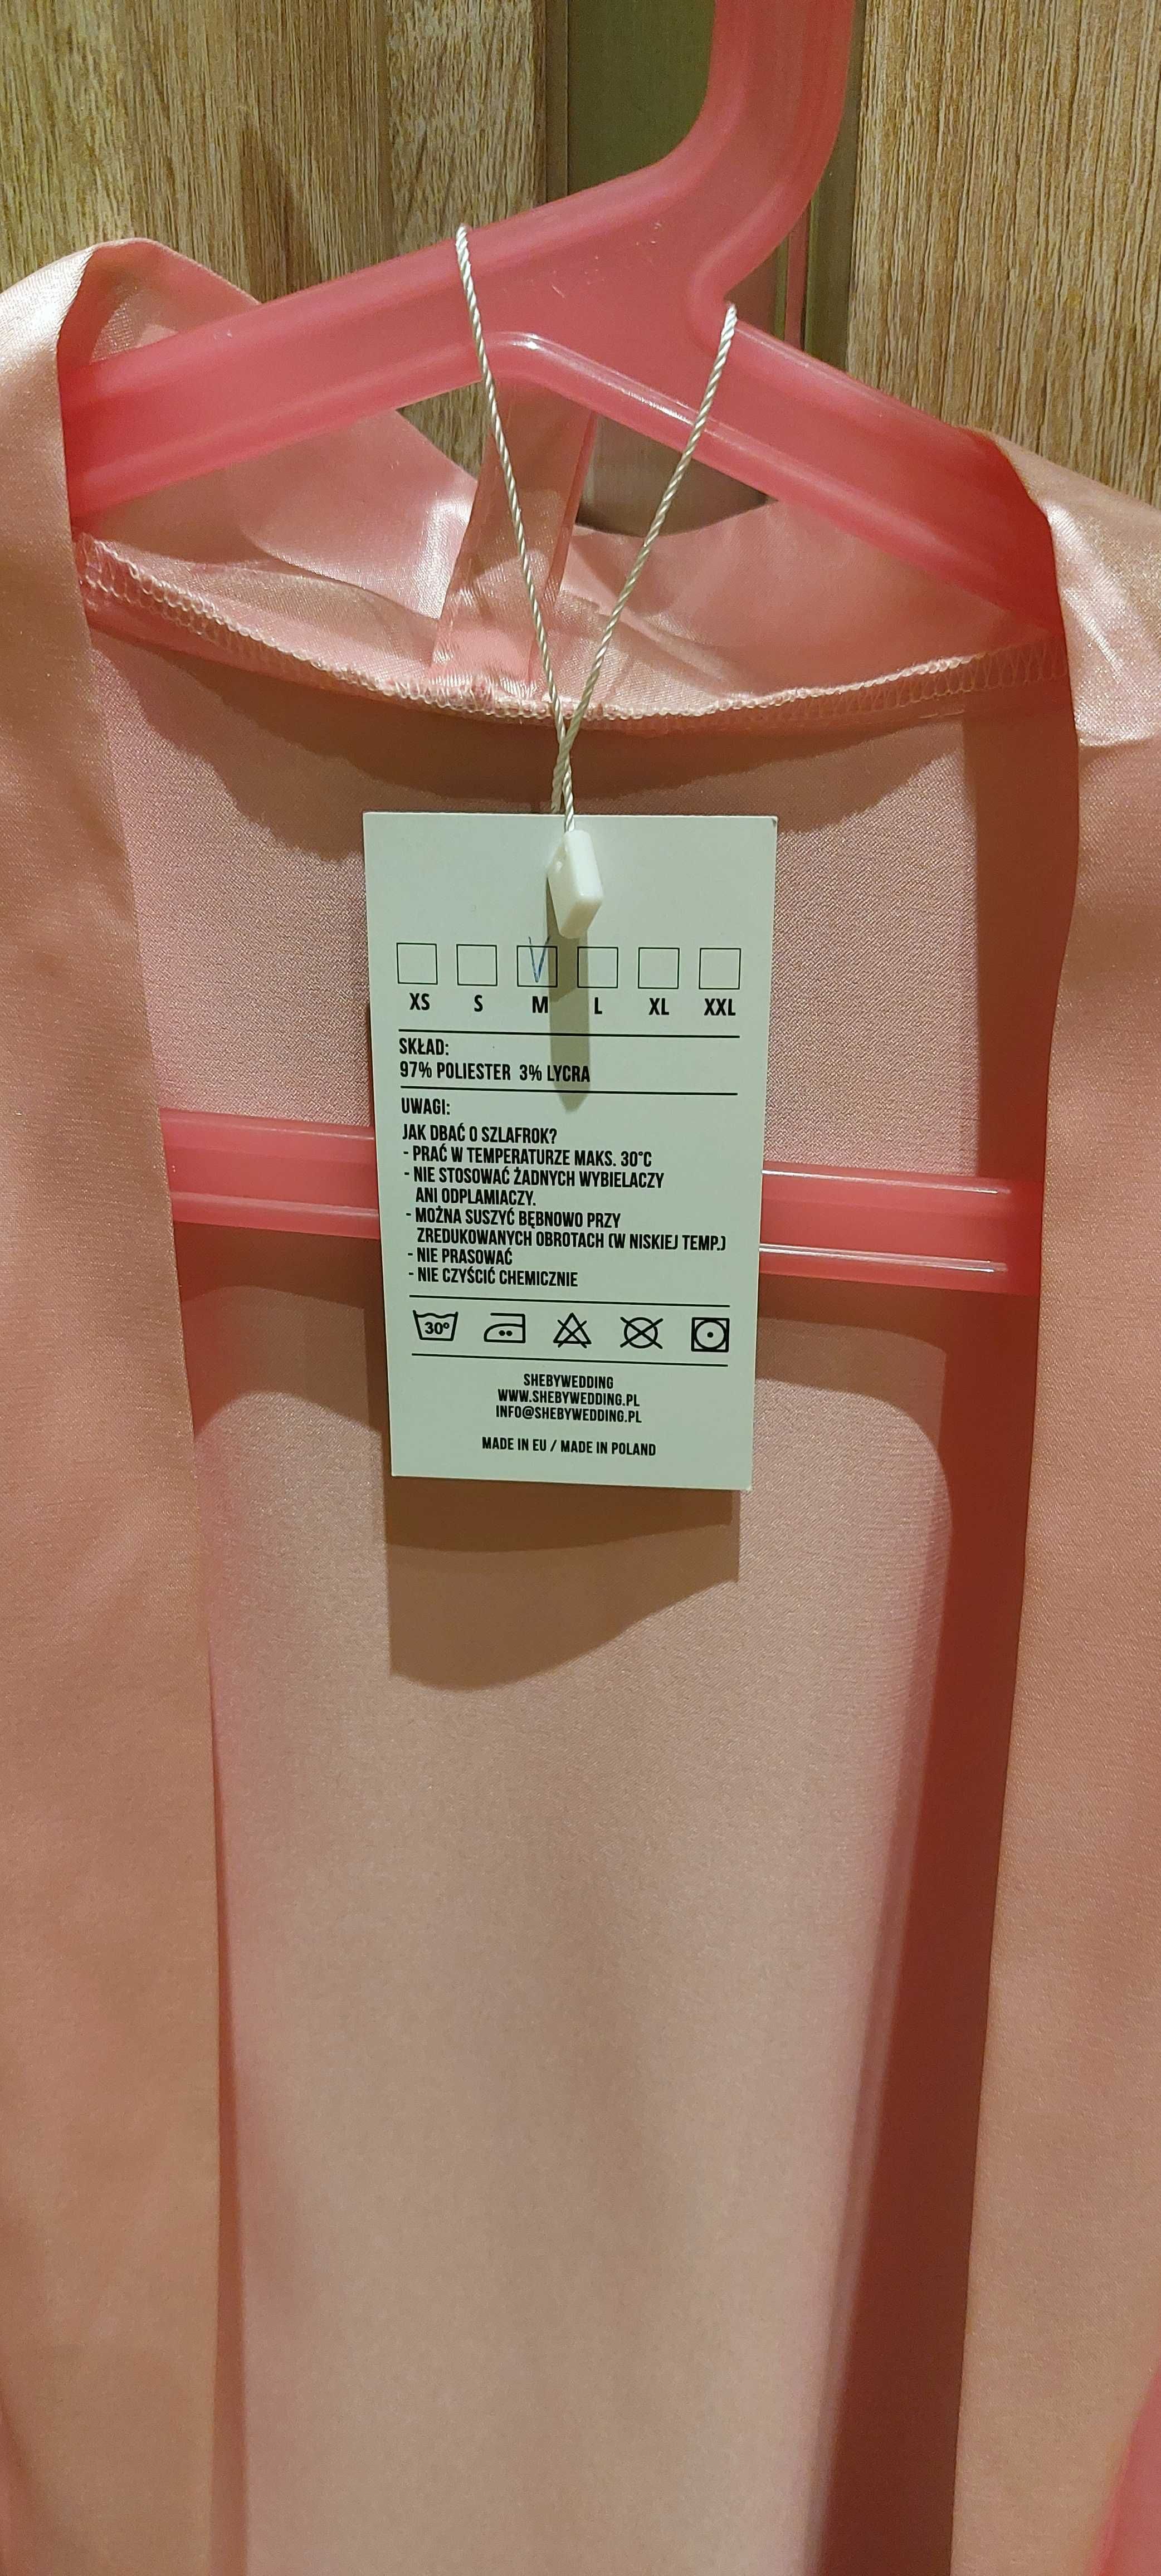 XS S M L XL XXL
SKŁAD:
97% POLIESTER 3% LYCRA
UWAGI:
JAK DBAĆ O SZLAFROK?
- PRAĆ W TEMPERATURZE MAKS. 30°C
- NIE STOSOWAĆ ŻADNYCH WYBIELACZY
ANI ODPLAMIACZY.
- MOŻNA SUSZYĆ BĘBNOWO PRZY
ZREDUKOWANYCH OBROTACH (W NISKIEJ TEMP.)
- NIE PRASOWAĆ
- NIE CZYŚCIĆ CHEMICZNIE
30°
SHEBYWEDDING
WWW.SHEBYWEDDING.PL
INFO@SHEBYWEDDING.PL
MADE IN EU / MADE IN POLAND